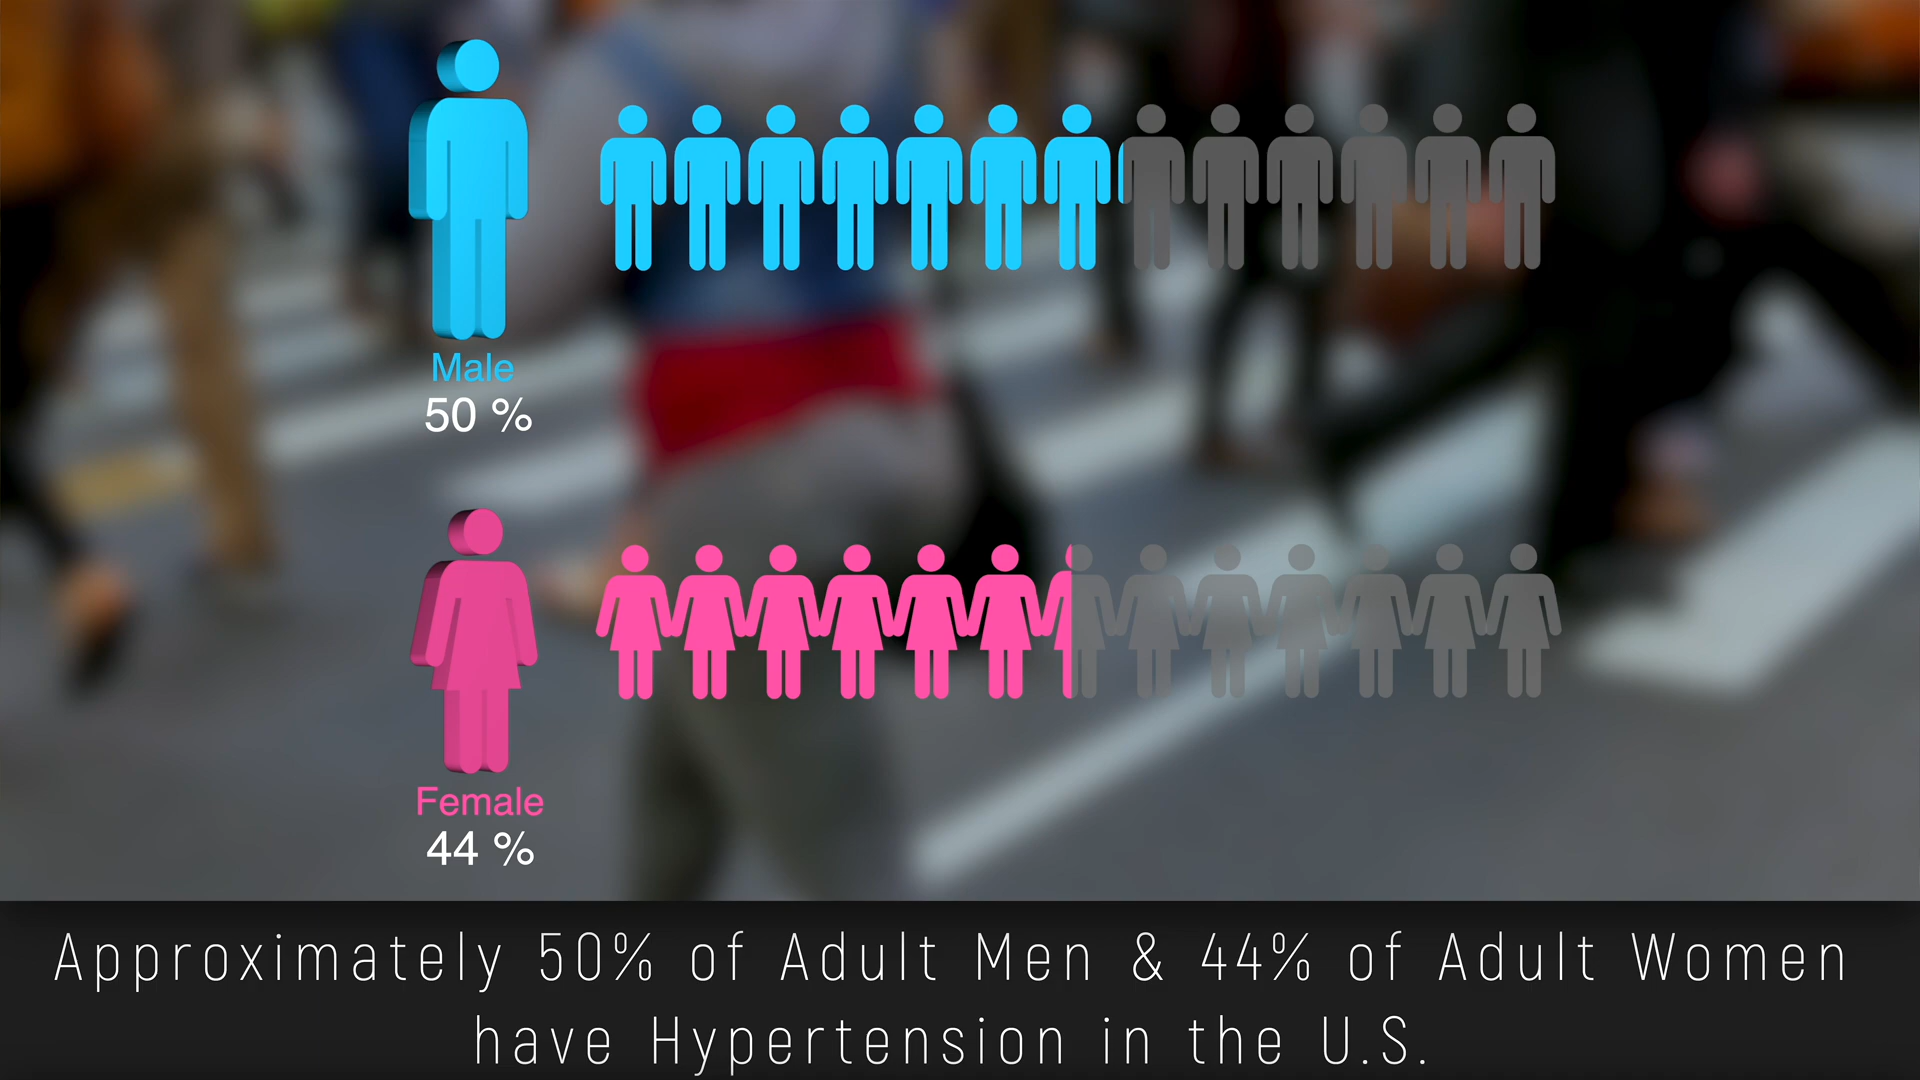 Male
50 %
Female
44 %
Approximately 50% of Adult Men & 44% of Adult Women
have Hypertension in the U.S.